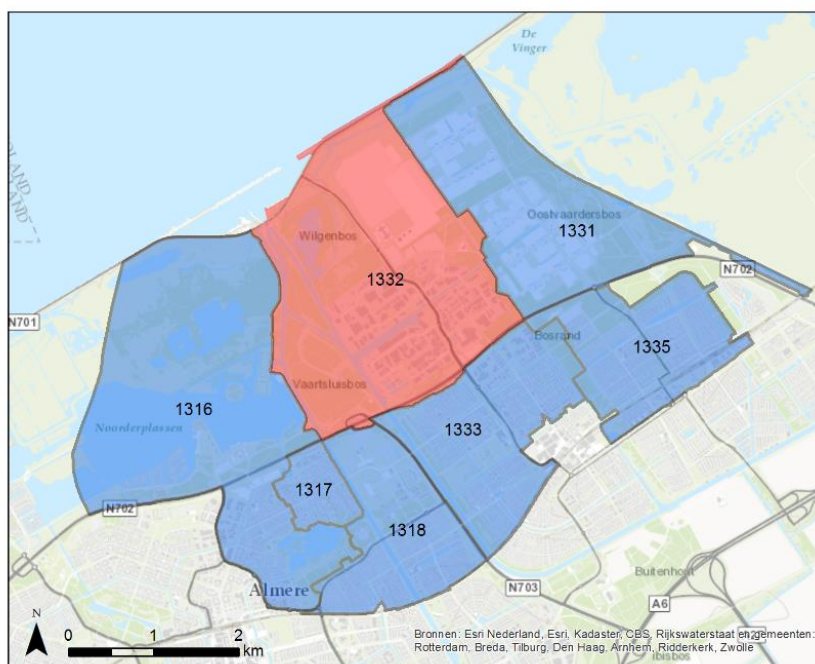 De
Vinger
OLAND
LAND
Oostvaardersbos
1331
Wilgenbos
N702
1332
N701
Bosrand
1335
Vaartsluisbos
1316
Noorderplassen
1333
1317
N702
1318
Buitenhout
Almere
N703
A6
N
0 1 2
km
Bronnen: Esri Nederland, Esri, Kadaster, CBS, Rijkswaterstaat en gemeenten:
Rotterdam, Breda, Tilburg, Den Haag, Arnhem, Ridderkerk, Zwolle